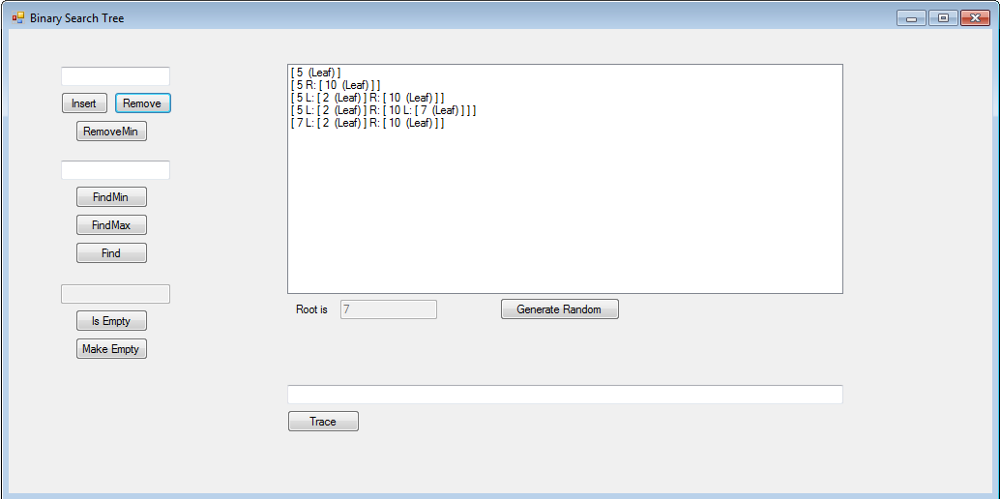 Binary Search Tree
Insert Remove
RemoveMin
FindMin
FindMax
Find
Is Empty
Make Empty
[ 5 (Leaf) ]
[ 5 R: [ 10 (Leaf) ] ]
[ 5 L: [ 2 (Leaf) ] R: [ 10 (Leaf) ] ]
[ 5 L: [ 2 (Leaf) ] R: [ 10 L: [ 7 (Leaf) ] ] ]
[ 7 L: [ 2 (Leaf) ] R: [ 10 (Leaf) ] ]
Root is 7 Generate Random
Trace